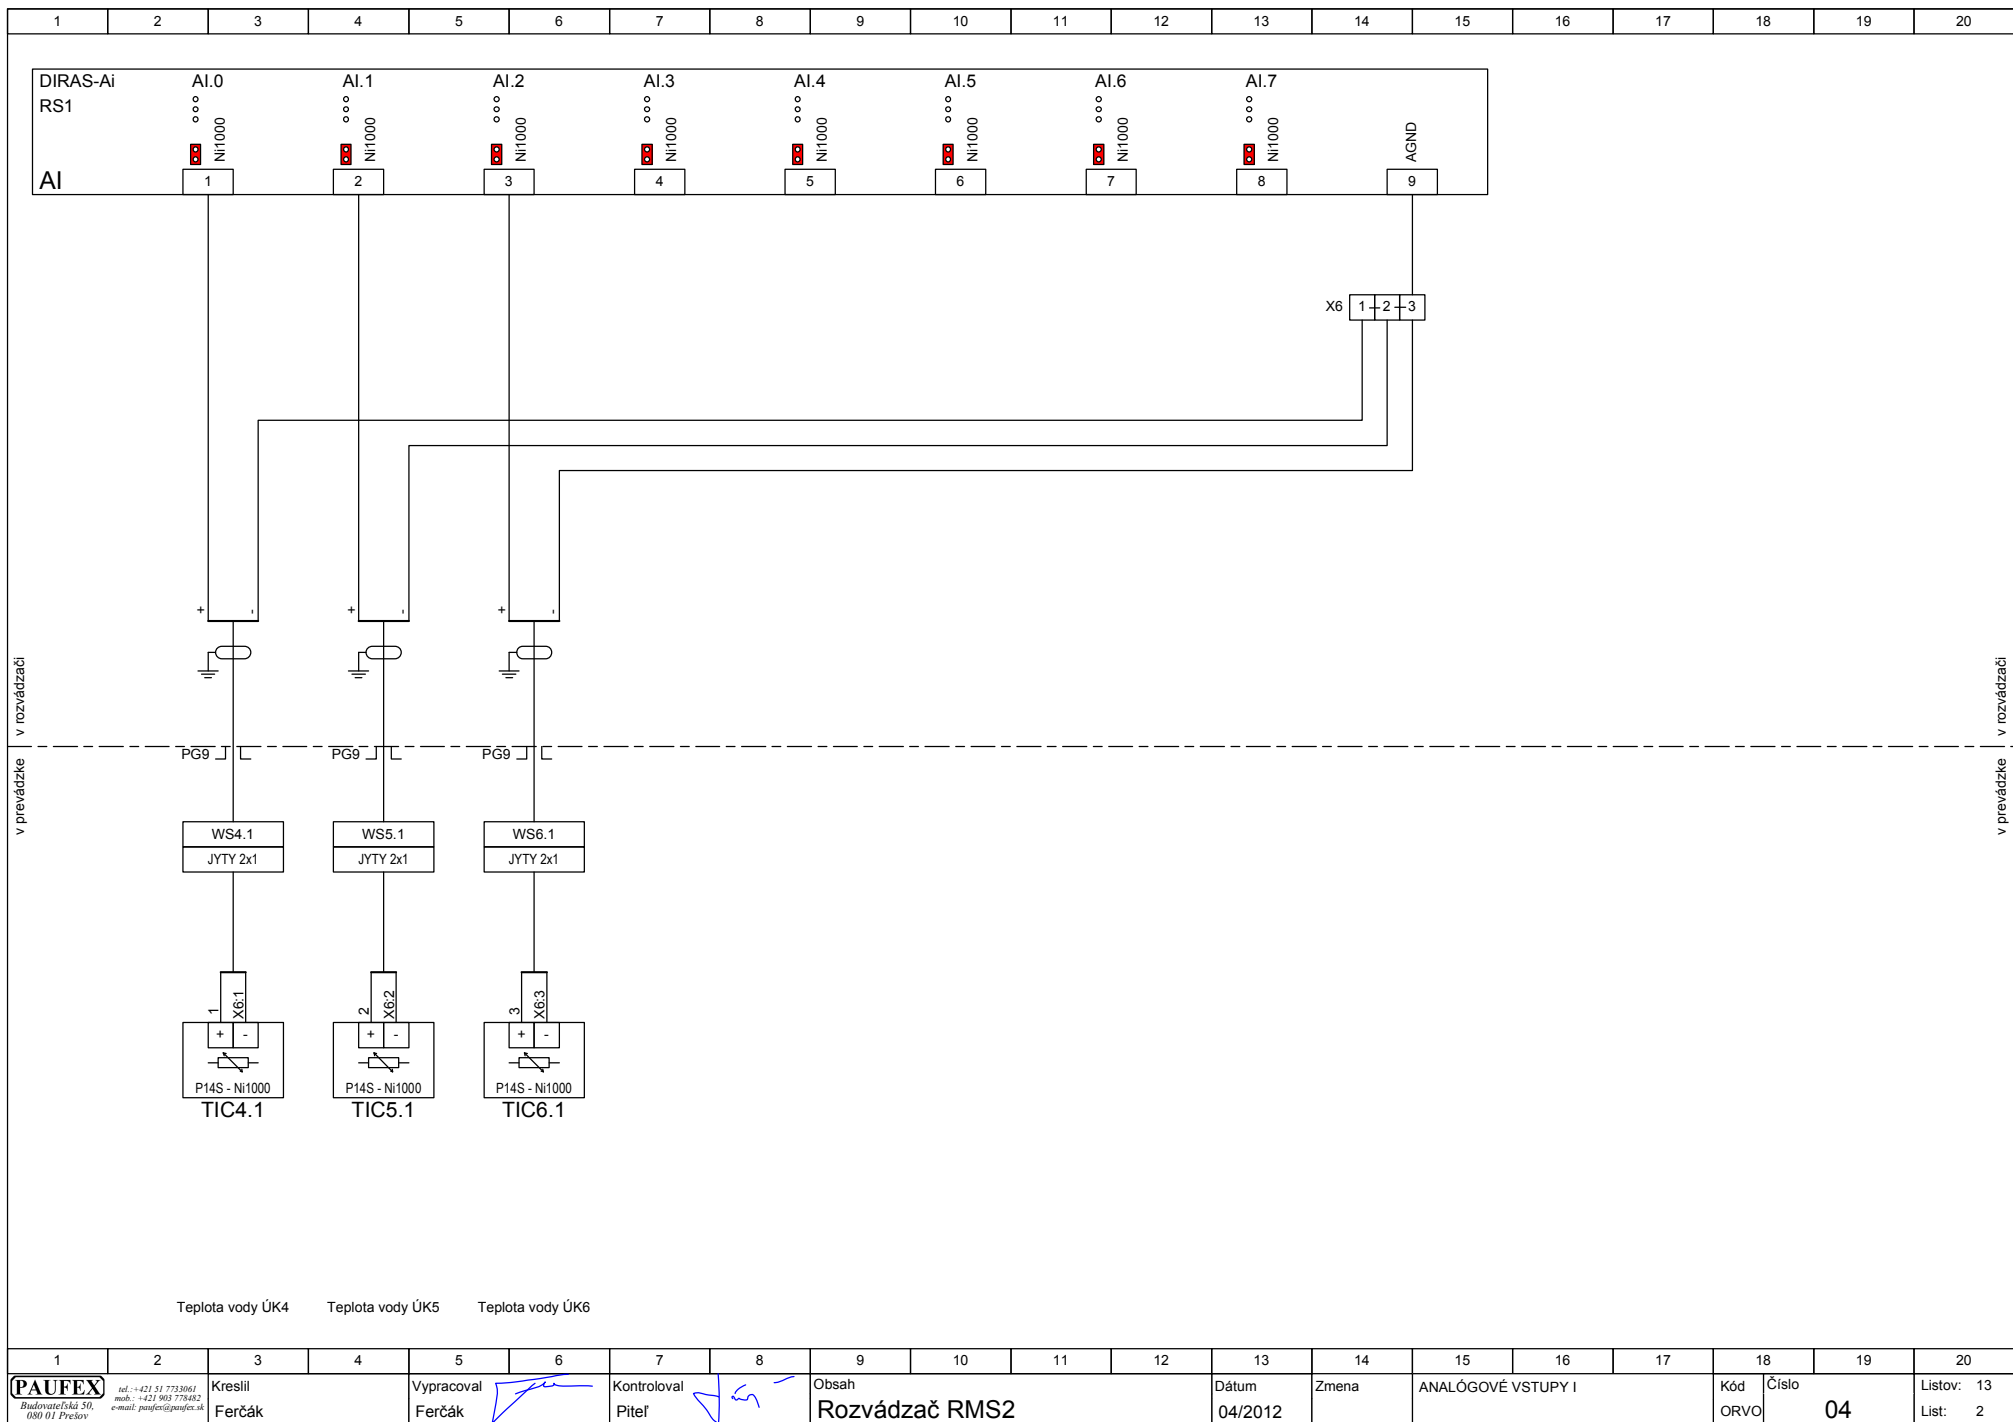 1 2 3 4 5 6 7 8 9 10 11 12 13 14 15 16 17 18 19 20
DIRAS-Ai AI.0 AI.1 AI.2 AI.3 AI.4 AI.5 AI.6 AI.7
RS1
Ni1000 Ni1000 Ni1000 Ni1000 Ni1000 Ni1000 Ni1000 Ni1000 AGND
AI 1 2 3 4 5 6 7 8 9
X6 1 2 3
+ - + - + -
v rozvádzači v rozvádzači
PG9 PG9 PG9
v prevádzke v prevádzke
WS4.1 WS5.1 WS6.1
JYTY 2x1 JYTY 2x1 JYTY 2x1
1 X6:1 2 X6:2 3 X6:3
+ - + - + -
P14S - Ni1000 P14S - Ni1000 P14S - Ni1000
TIC4.1 TIC5.1 TIC6.1
Teplota vody ÚK4 Teplota vody ÚK5 Teplota vody ÚK6
1 2 3 4 5 6 7 8 9 10 11 12 13 14 15 16 17 18 19 20
PAUFEX
Budovateľská 50,
080 01 Prešov
tel.:+421 51 7733061
mob.: +421 903 778482
e-mail: paufex@paufex.sk
Kreslil
Ferčák
Vypracoval
Ferčák
Kontroloval
Piteľ
Obsah
Rozvádzač RMS2
Dátum
04/2012
Zmena
ANALÓGOVÉ VSTUPY I
Kód
ORVO
Číslo
04
Listov: 13
List: 2